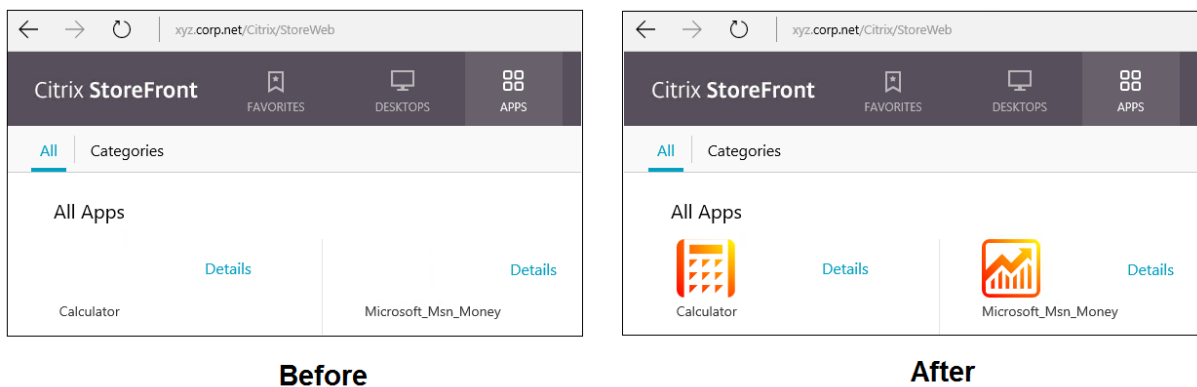 xyz.corp.net/Citrix/StoreWeb
Citrix StoreFront
FAVORITES
DESKTOPS
APPS
All
Categories
All Apps
Details
Details
Calculator
Microsoft_Msn_Money
Before
xyz.corp.net/Citrix/StoreWeb
Citrix StoreFront
FAVORITES
DESKTOPS
APPS
All
Categories
All Apps
Details
Details
Calculator
Microsoft_Msn_Money
After